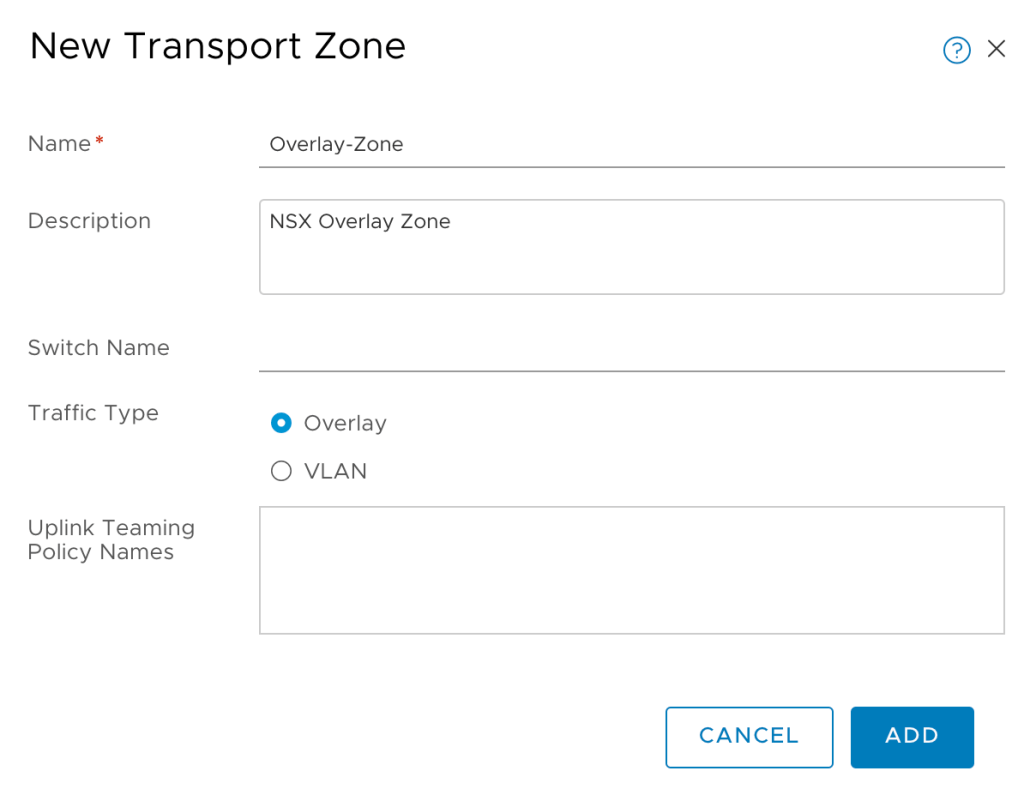 New Transport Zone
?
Name*
Overlay-Zone
Description
NSX Overlay Zone
Switch Name
Traffic Type
Overlay
VLAN
Uplink Teaming
Policy Names
CANCEL
ADD